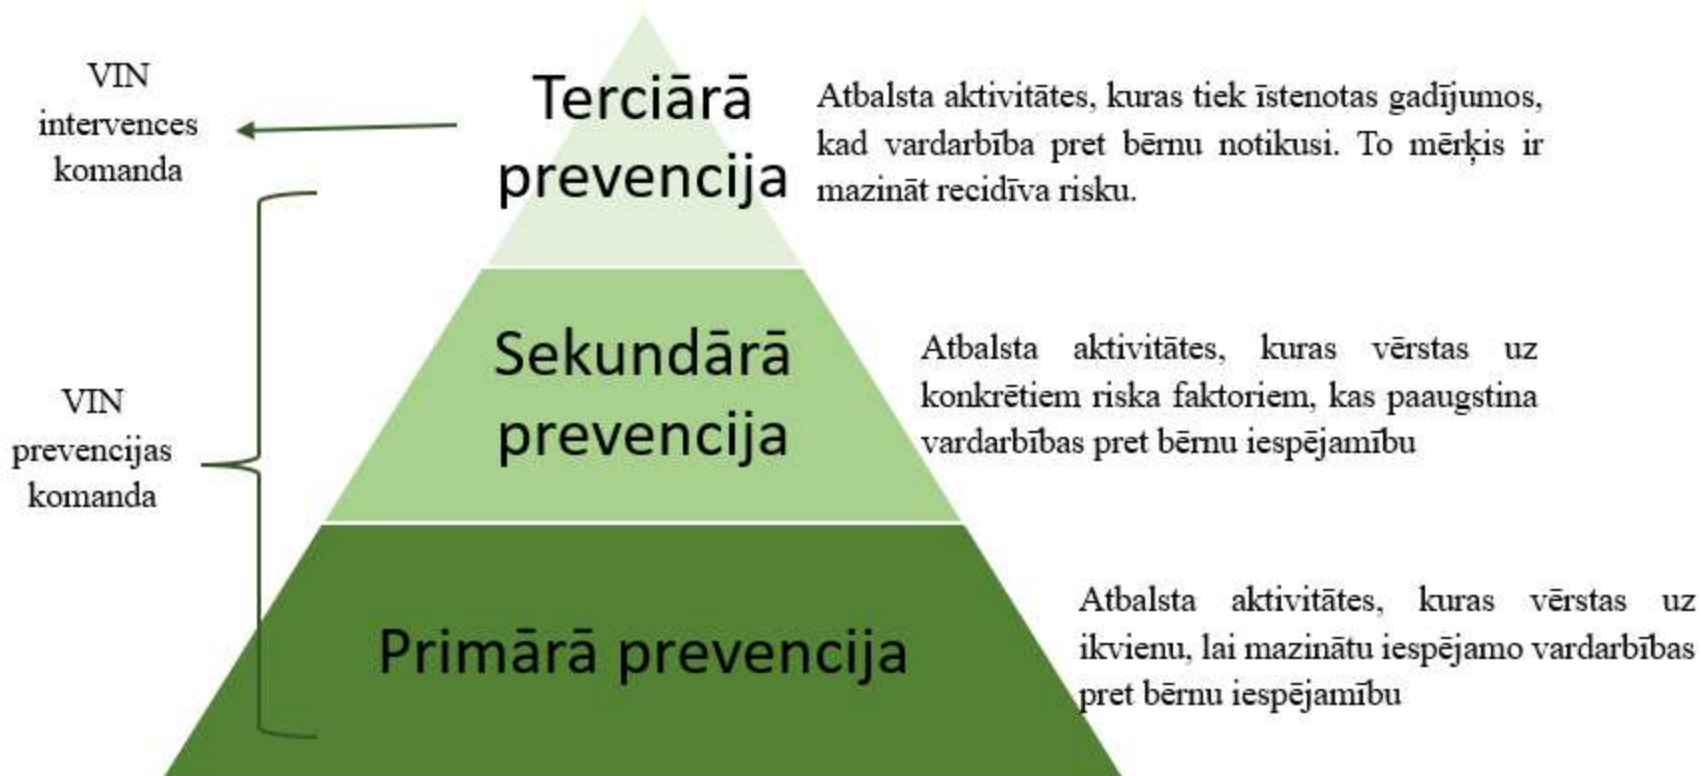 VIN
intervences
komanda
Terciārā
prevencija
Atbalsta aktivitātes, kuras tiek īstenotas gadījumos,
kad vardarbība pret bērnu notikusi. To mērķis ir
mazināt recidīva risku.
VIN
prevencijas
komanda
Sekundārā
prevencija
Atbalsta aktivitātes, kuras vērstas uz
konkrētiem riska faktoriem, kas paaugstina
vardarbības pret bērnu iespējamību
Primārā prevencija
Atbalsta aktivitātes, kuras vērstas uz
ikvienu, lai mazinātu iespējamo vardarbības
pret bērnu iespējamību